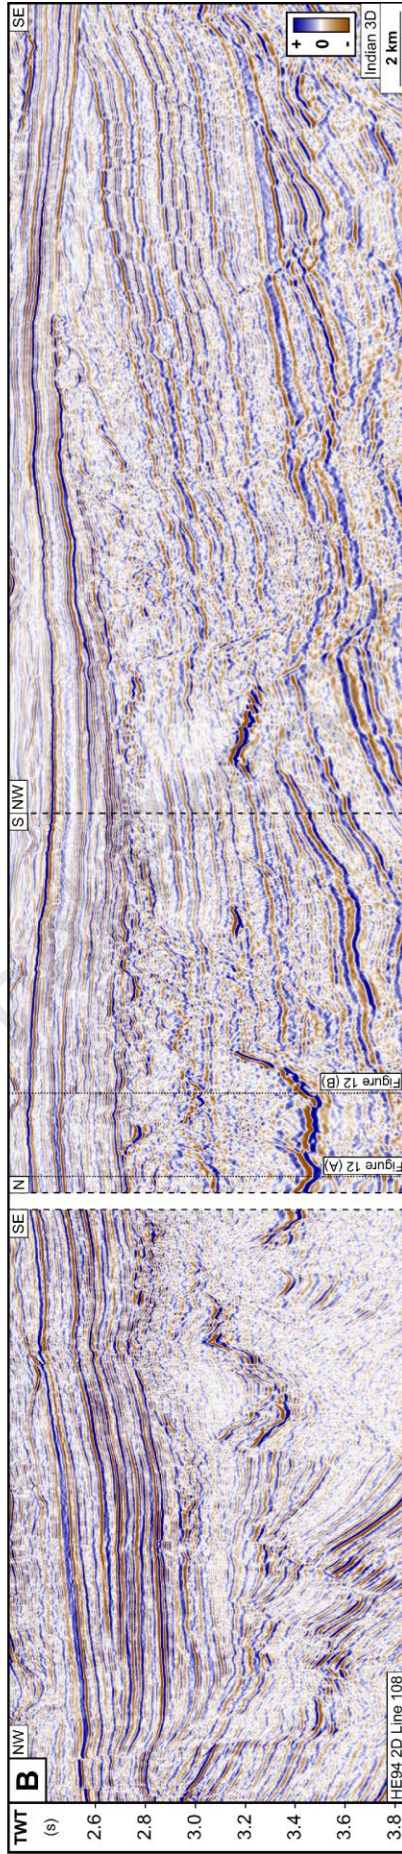 B
TWT
(s)
2.6
2.8
3.0
3.2
3.4
3.6
3.8
NW
SE
N
S NW
SE
HE94 2D Line 108
Figure 12 (A)
Figure 12 (B)
+
0
-
Indian 3D
2 km